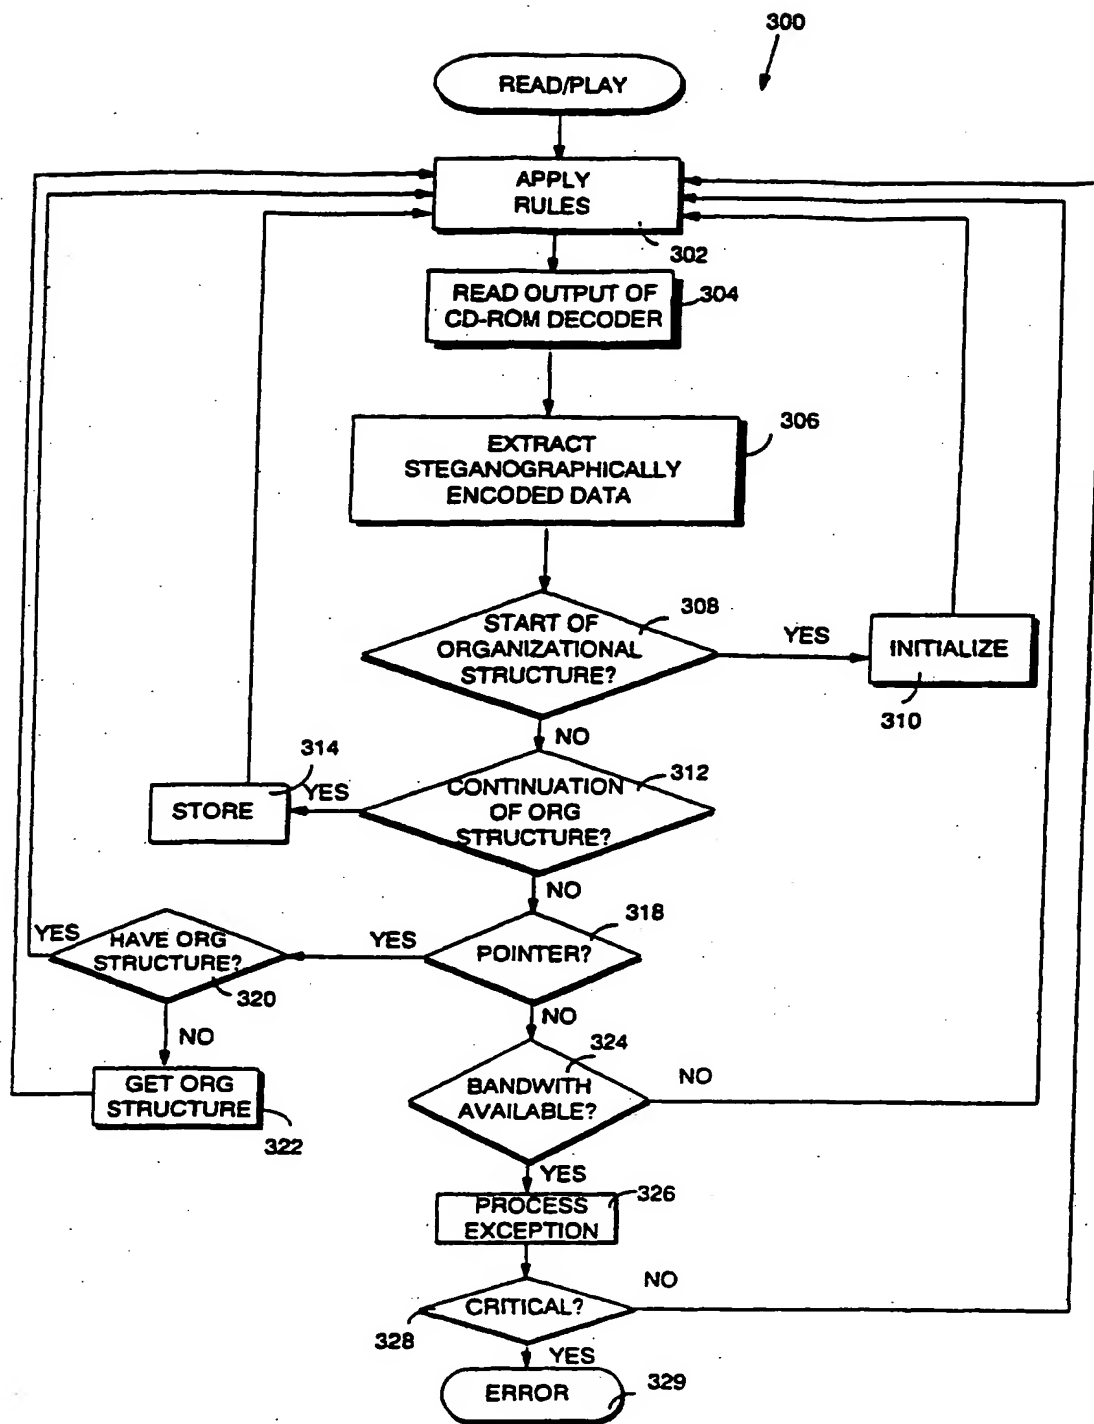 300
READ/PLAY
APPLY
RULES
302
READ OUTPUT OF
CD-ROM DECODER
304
EXTRACT
STEGANOGRAPHICALLY
ENCODED DATA
306
START OF
ORGANIZATIONAL
STRUCTURE?
308
YES
INITIALIZE
310
NO
CONTINUATION
OF ORG
STRUCTURE?
312
YES
314
STORE
NO
POINTER?
318
YES
HAVE ORG
STRUCTURE?
320
YES
NO
GET ORG
STRUCTURE
322
NO
BANDWITH
AVAILABLE?
324
NO
YES
PROCESS
EXCEPTION
326
CRITICAL?
328
NO
YES
ERROR
329